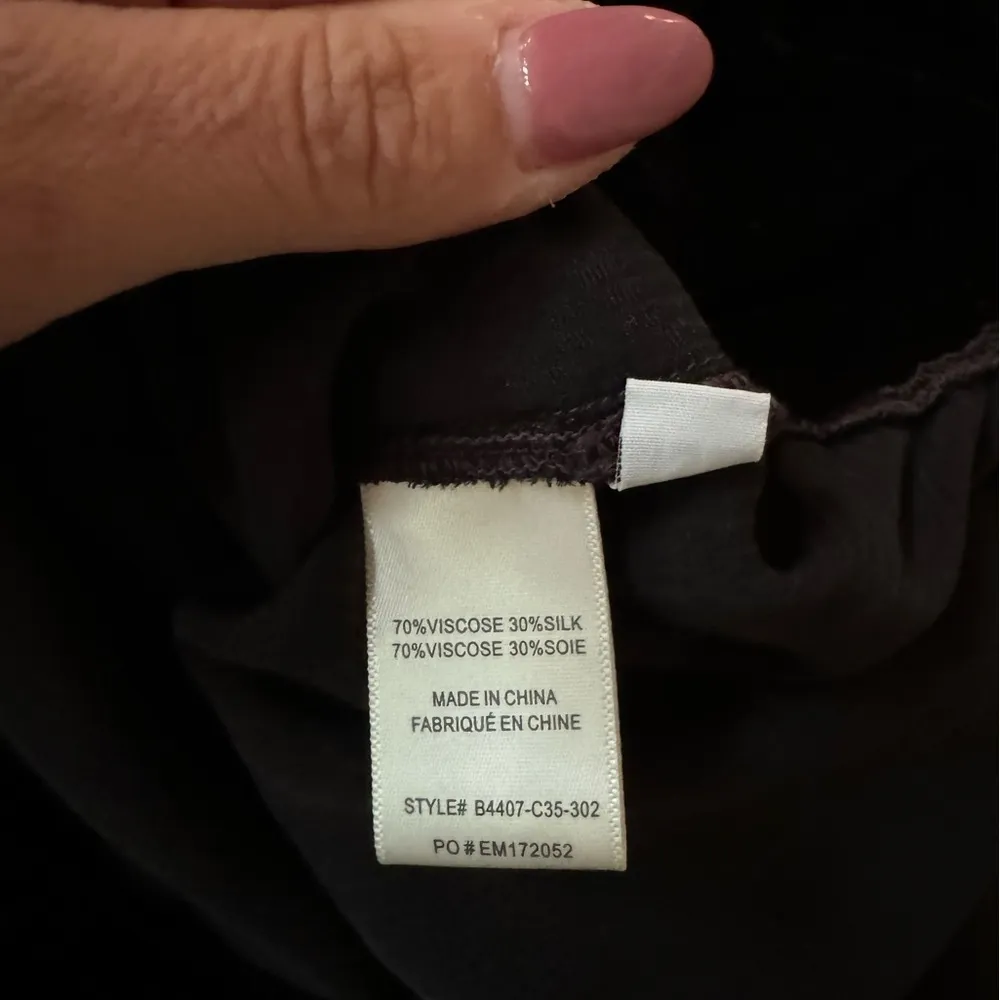 70%VISCOSE 30%SILK
70%VISCOSE 30%SOIE
MADE IN CHINA
FABRIQUÉ EN CHINE
STYLE# B4407-C35-302
PO#EM172052